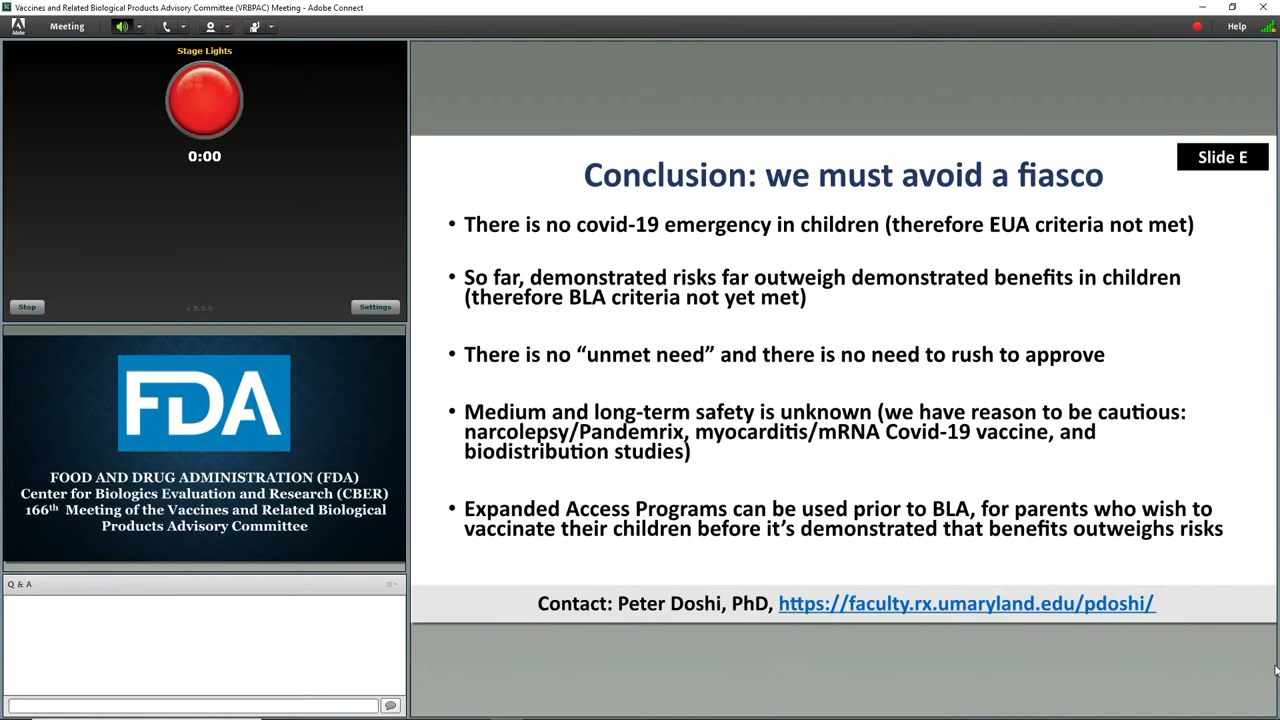 Vaccines and Related Biological Products Advisory Committee (VRBPAC) Meeting - Adobe Connect
Adobe
Meeting
Help
Stage Lights
0:00
Stop
v 5.0.0
Settings
FDA
FOOD AND DRUG ADMINISTRATION (FDA)
Center for Biologics Evaluation and Research (CBER)
166th Meeting of the Vaccines and Related Biological
Products Advisory Committee
Q & A
Slide E
Conclusion: we must avoid a fiasco
• There is no covid-19 emergency in children (therefore EUA criteria not met)
• So far, demonstrated risks far outweigh demonstrated benefits in children
(therefore BLA criteria not yet met)
• There is no “unmet need” and there is no need to rush to approve
• Medium and long-term safety is unknown (we have reason to be cautious:
narcolepsy/Pandemrix, myocarditis/mRNA Covid-19 vaccine, and
biodistribution studies)
• Expanded Access Programs can be used prior to BLA, for parents who wish to
vaccinate their children before it’s demonstrated that benefits outweighs risks
Contact: Peter Doshi, PhD, https://faculty.rx.umaryland.edu/pdoshi/